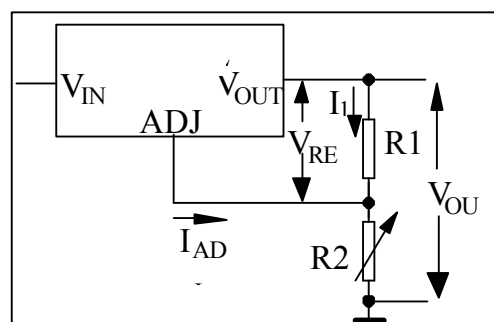 V_IN V_OUT
ADJ
I_1
V_RE
R1
V_OU
I_AD
R2